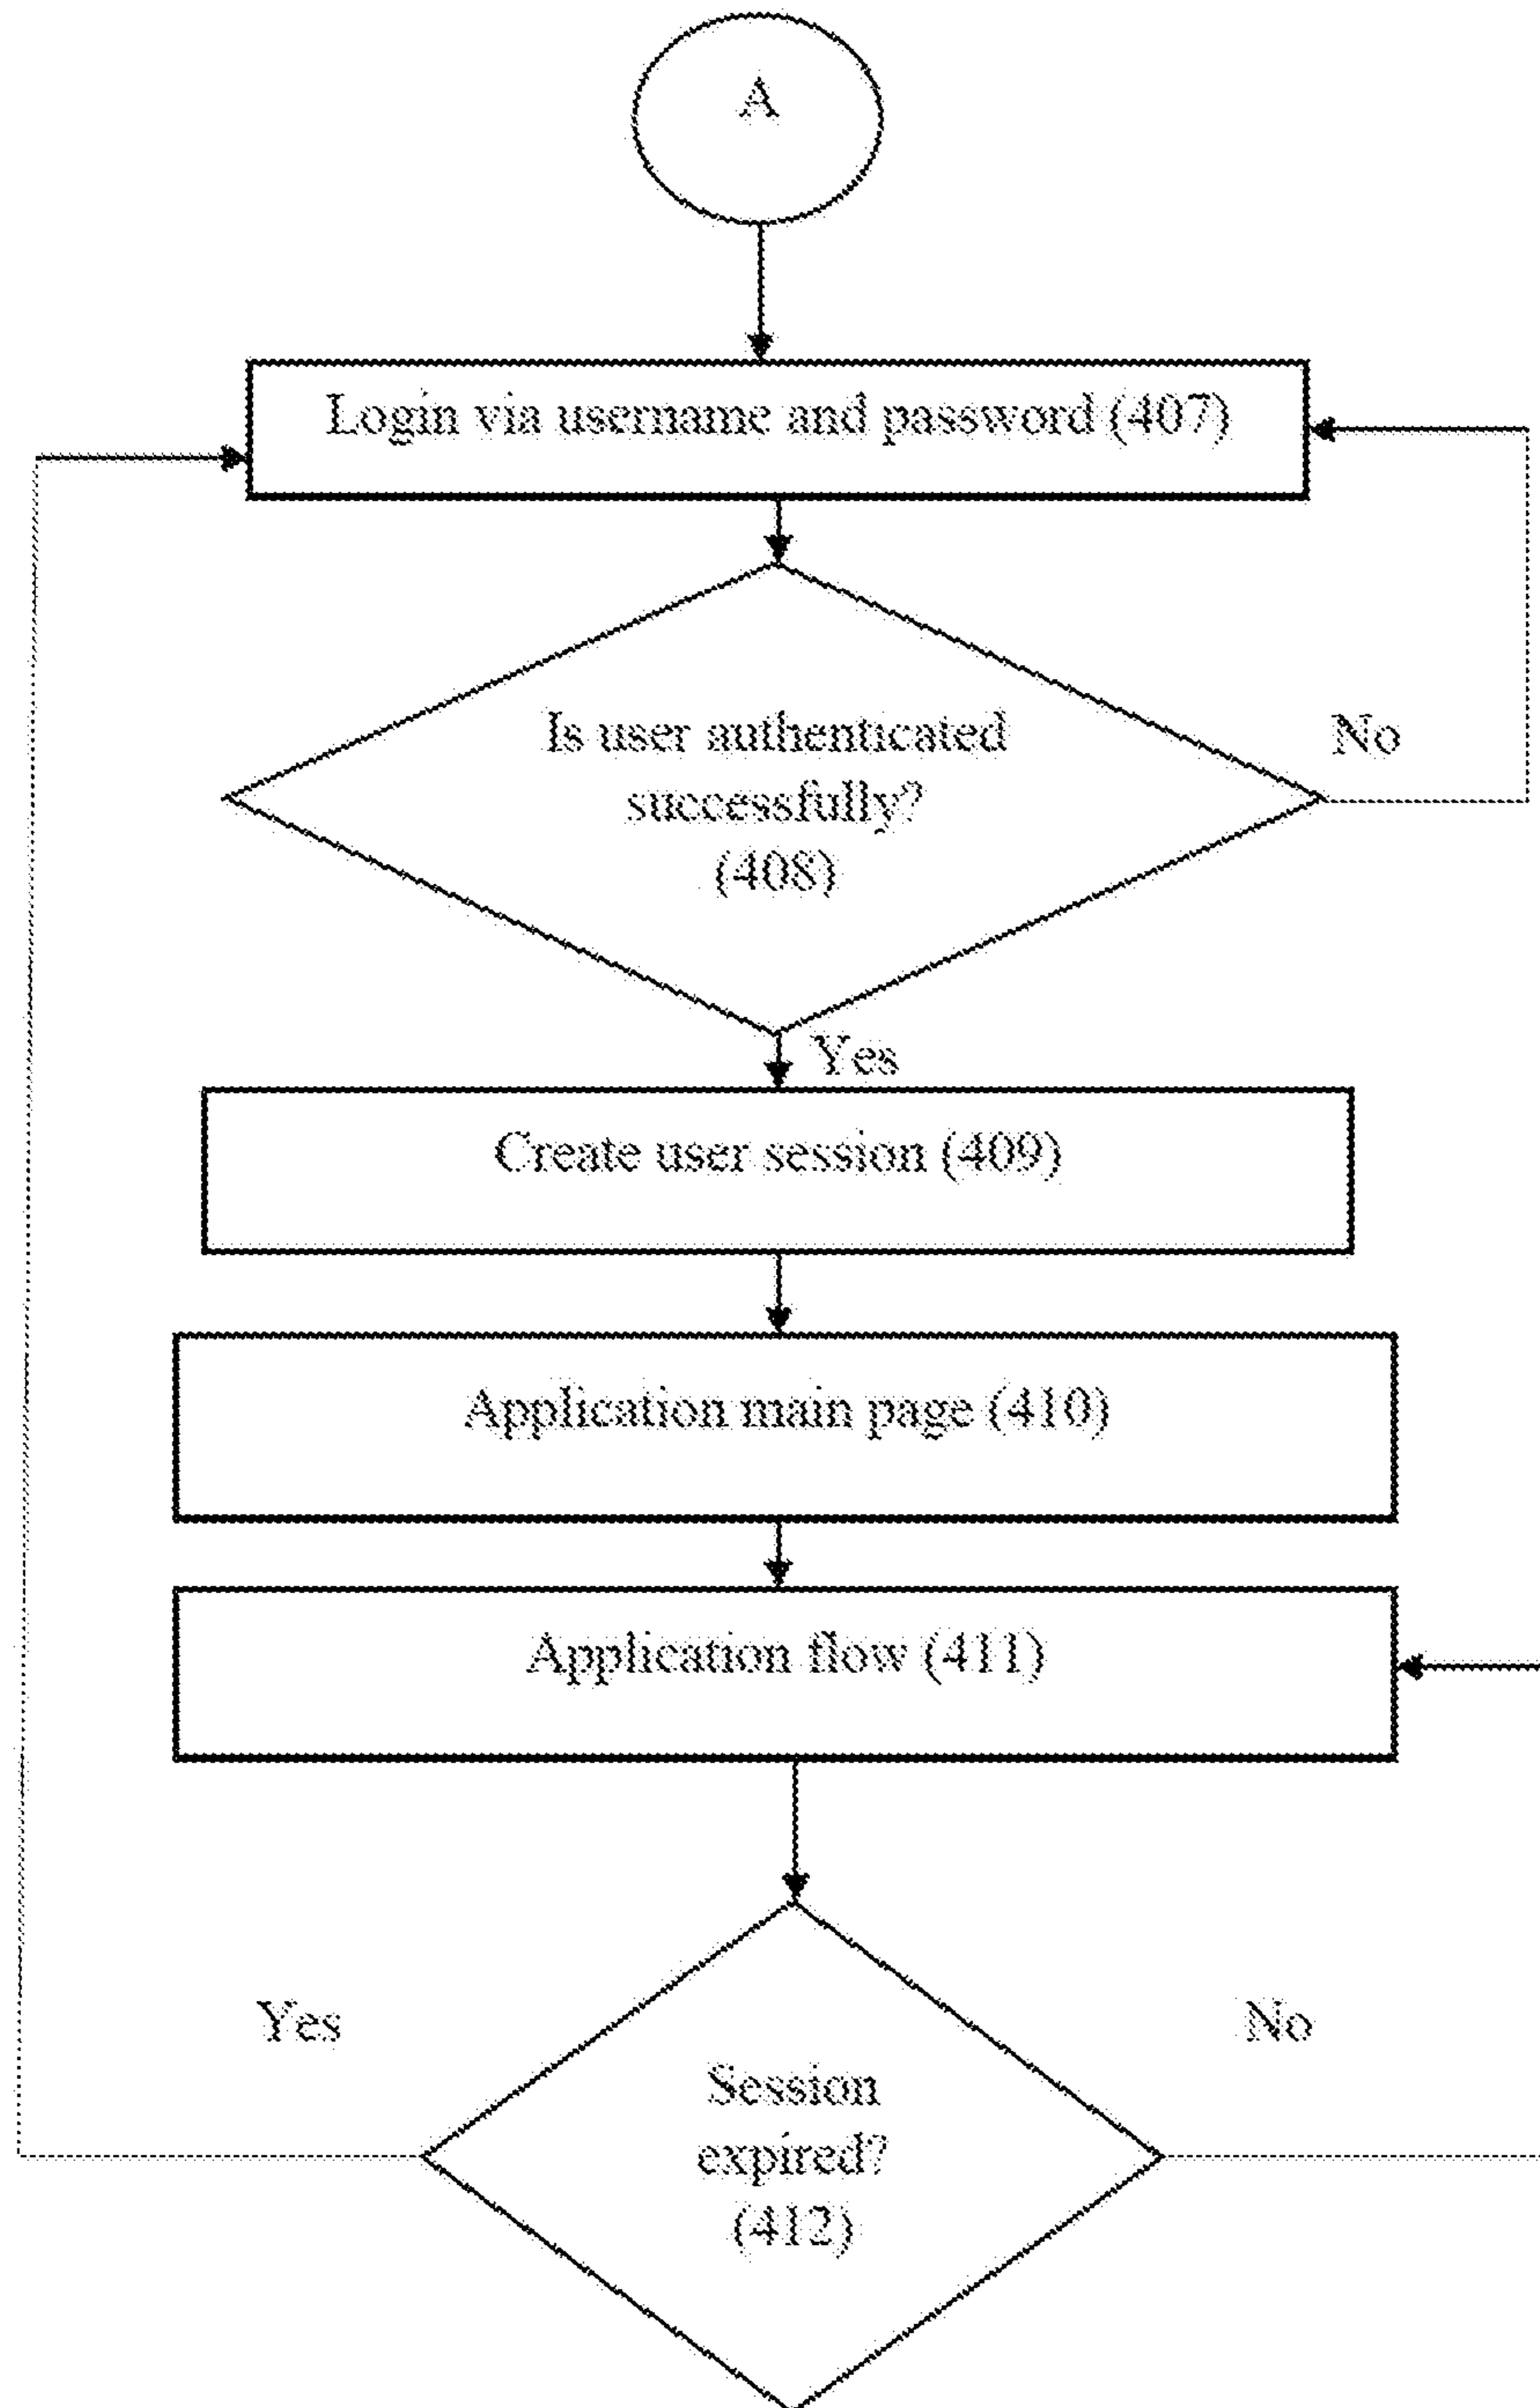 A
Login via username and password (407)
Is user authenticated
successfully?
(408)
No
Yes
Create user session (409)
Application main page (410)
Application flow (411)
Yes
No
Session
expired?
(412)